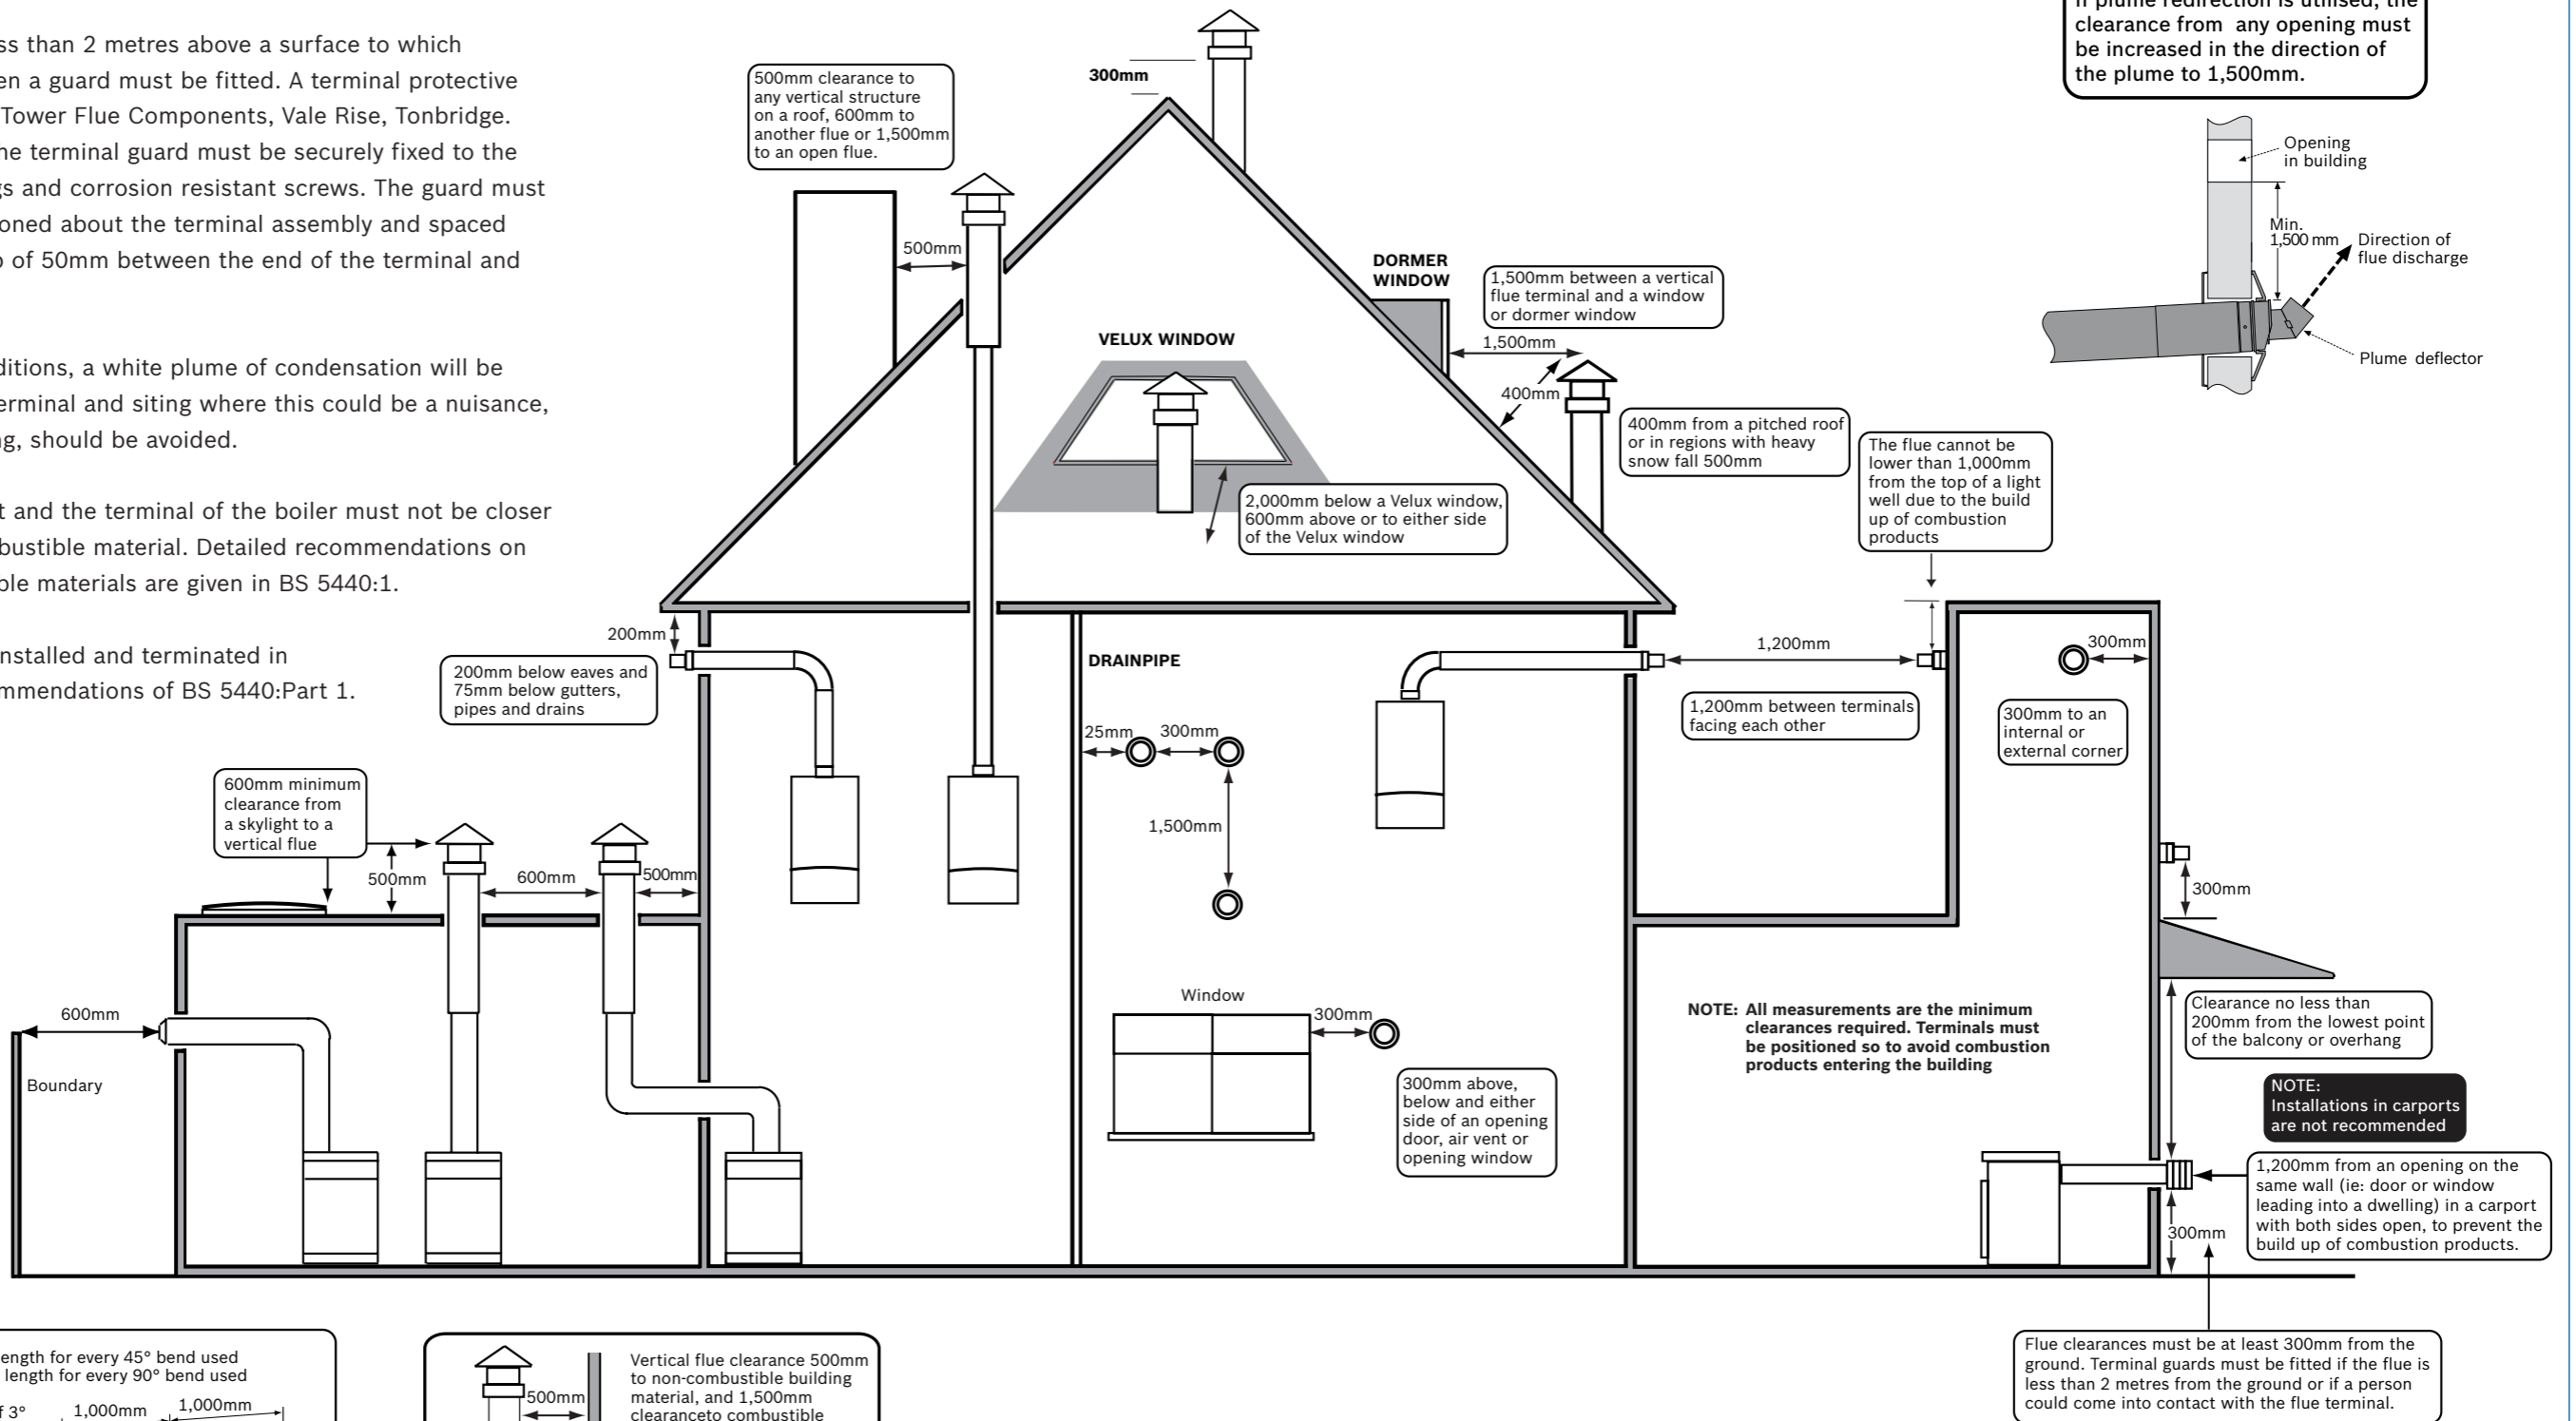 ss than 2 metres above a surface to which
en a guard must be fitted. A terminal protective
Tower Flue Components, Vale Rise, Tonbridge.
he terminal guard must be securely fixed to the
gs and corrosion resistant screws. The guard must
oned about the terminal assembly and spaced
p of 50mm between the end of the terminal and
ditions, a white plume of condensation will be
erminal and siting where this could be a nuisance,
ng, should be avoided.
t and the terminal of the boiler must not be closer
bustible material. Detailed recommendations on
ble materials are given in BS 5440:1.
nstalled and terminated in
mmendations of BS 5440:Part 1.
500mm clearance to
any vertical structure
on a roof, 600mm to
another flue or 1,500mm
to an open flue.
300mm
500mm
VELUX WINDOW
2,000mm below a Velux window,
600mm above or to either side
of the Velux window
DORMER
WINDOW
1,500mm between a vertical
flue terminal and a window
or dormer window
1,500mm
400mm
400mm from a pitched roof
or in regions with heavy
snow fall 500mm
The flue cannot be
lower than 1,000mm
from the top of a light
well due to the build
up of combustion
products
If plume redirection is utilised, the
clearance from any opening must
be increased in the direction of
the plume to 1,500mm.
Opening
in building
Min.
1,500 mm
Direction of
flue discharge
Plume deflector
200mm
200mm below eaves and
75mm below gutters,
pipes and drains
DRAINPIPE
25mm
300mm
1,500mm
1,200mm
1,200mm between terminals
facing each other
300mm
300mm to an
internal or
external corner
600mm minimum
clearance from
a skylight to a
vertical flue
500mm
600mm
500mm
300mm
600mm
Boundary
Window
300mm
300mm above,
below and either
side of an opening
door, air vent or
opening window
NOTE: All measurements are the minimum
clearances required. Terminals must
be positioned so to avoid combustion
products entering the building
Clearance no less than
200mm from the lowest point
of the balcony or overhang
NOTE:
Installations in carports
are not recommended
1,200mm from an opening on the
same wall (ie: door or window
leading into a dwelling) in a carport
with both sides open, to prevent the
build up of combustion products.
300mm
Flue clearances must be at least 300mm from the
ground. Terminal guards must be fitted if the flue is
less than 2 metres from the ground or if a person
could come into contact with the flue terminal.
ength for every 45° bend used
length for every 90° bend used
f 3°
1,000mm
1,000mm
500mm
Vertical flue clearance 500mm
to non-combustible building
material, and 1,500mm
clearanceto combustible